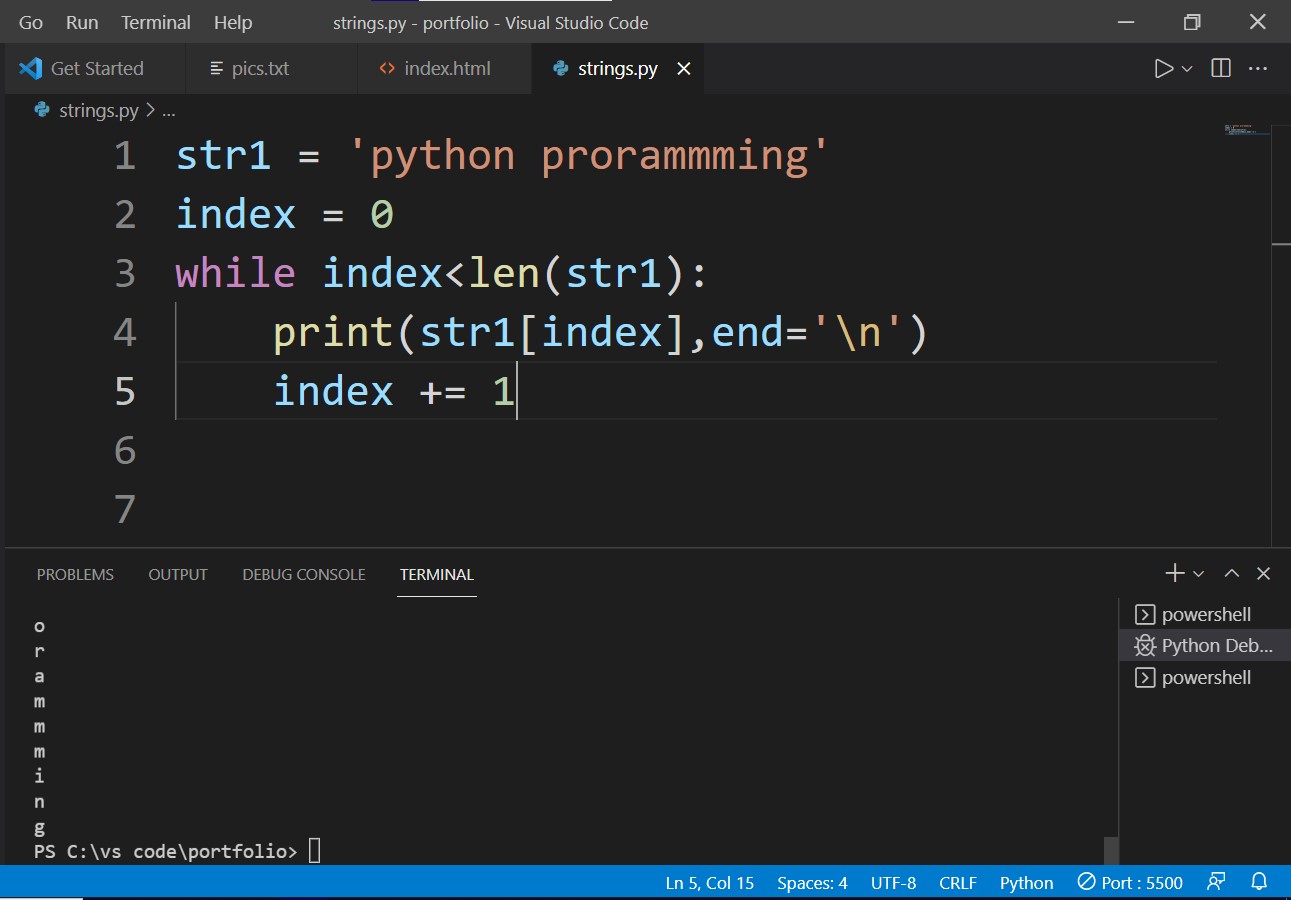 Go Run Terminal Help strings.py - portfolio - Visual Studio Code
Get Started pics.txt index.html strings.py
strings.py > ...
1 str1 = 'python prorammming'
2 index = 0
3 while index<len(str1):
4 print(str1[index],end='\n')
5 index += 1
6
7
PROBLEMS OUTPUT DEBUG CONSOLE TERMINAL
o
r
a
m
m
m
i
n
g
PS C:\vs code\portfolio>
powershell
Python Deb...
powershell
Ln 5, Col 15 Spaces: 4 UTF-8 CRLF Python Port : 5500